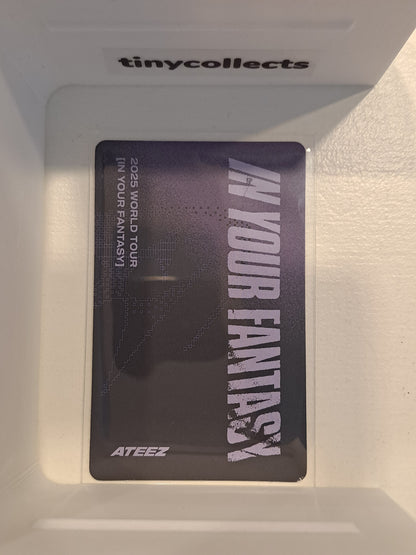 tinycollects
IN YOUR FANTASY
2025 WORLD TOUR
[IN YOUR FANTASY]
ATEEZ